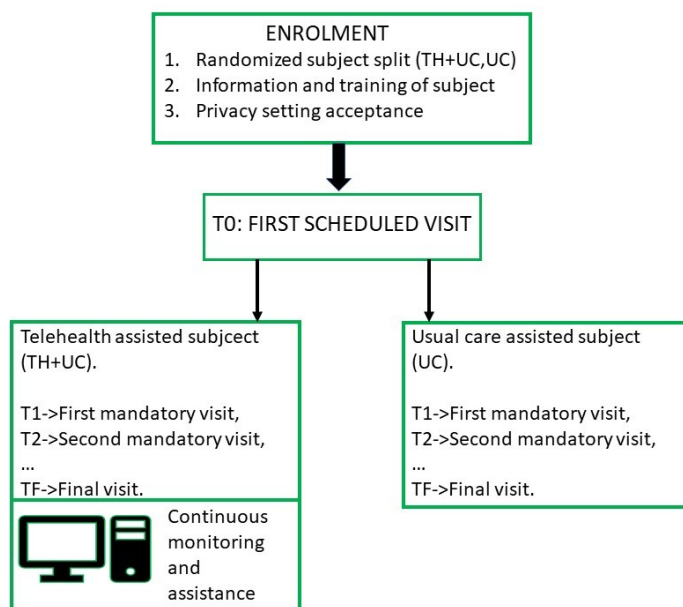 ENROLMENT
1. Randomized subject split (TH+UC,UC)
2. Information and training of subject
3. Privacy setting acceptance
T0: FIRST SCHEDULED VISIT
Telehealth assisted subjcect
(TH+UC).
T1->First mandatory visit,
T2->Second mandatory visit,
...
TF->Final visit.
Continuous
monitoring
and
assistance
Usual care assisted subject
(UC).
T1->First mandatory visit,
T2->Second mandatory visit,
...
TF->Final visit.